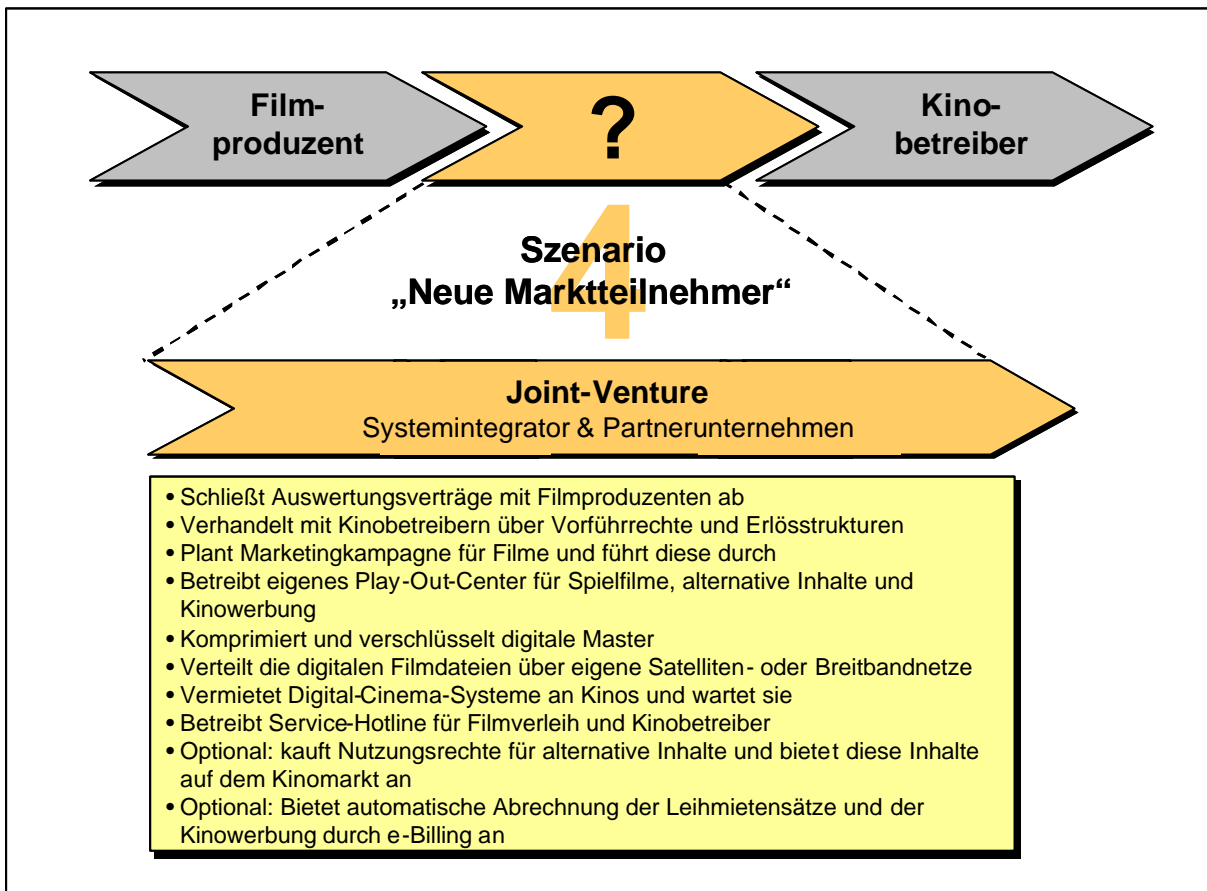 Film-
produzent
?
Kino-
betreiber
4
Szenario
„Neue Marktteilnehmer“
Joint-Venture
Systemintegrator & Partnerunternehmen
• Schließt Auswertungsverträge mit Filmproduzenten ab
• Verhandelt mit Kinobetreibern über Vorführrechte und Erlösstrukturen
• Plant Marketingkampagne für Filme und führt diese durch
• Betreibt eigenes Play-Out-Center für Spielfilme, alternative Inhalte und
Kinowerbung
• Komprimiert und verschlüsselt digitale Master
• Verteilt die digitalen Filmdateien über eigene Satelliten- oder Breitbandnetze
• Vermietet Digital-Cinema-Systeme an Kinos und wartet sie
• Betreibt Service-Hotline für Filmverleih und Kinobetreiber
• Optional: kauft Nutzungsrechte für alternative Inhalte und bietet diese Inhalte
auf dem Kinomarkt an
• Optional: Bietet automatische Abrechnung der Leihmietensätze und der
Kinowerbung durch e-Billing an